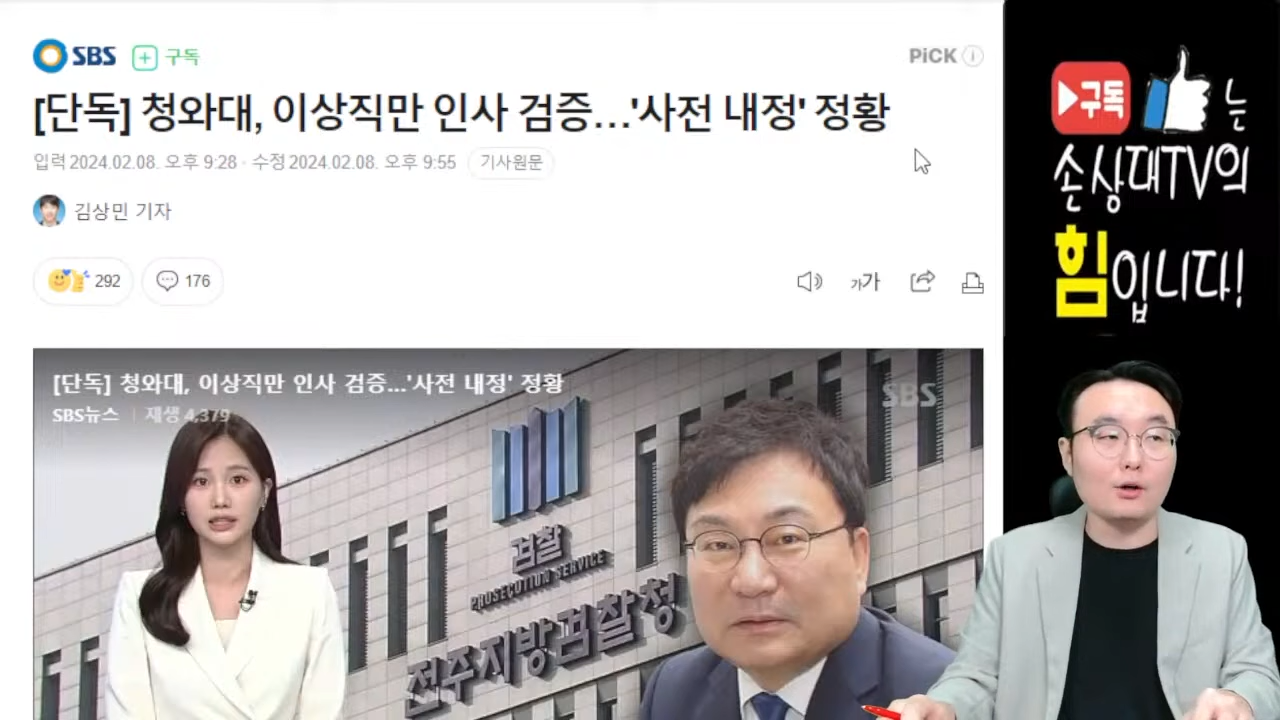 SBS 구독
PiCK
[단독] 청와대, 이상직만 인사 검증…'사전 내정' 정황
입력 2024.02.08. 오후 9:28 · 수정 2024.02.08. 오후 9:55 기사원문
김상민 기자
292 176
가가
[단독] 청와대, 이상직만 인사 검증...'사전 내정' 정황
SBS뉴스 | 재생 4,379
SBS
검찰
PROSECUTION SERVICE
전주지방검찰청
구독 는
손상대TV의
힘입니다!